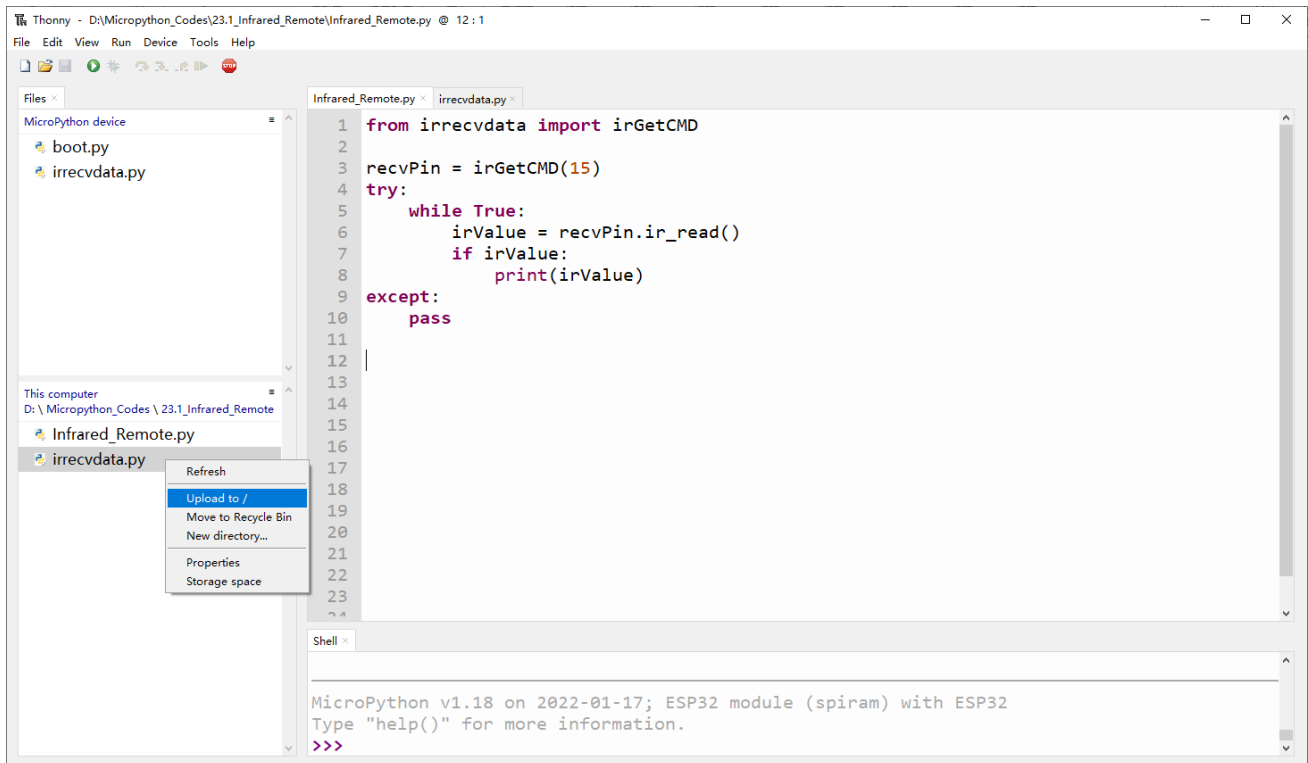 Thonny - D:\Micropython_Codes\23.1_Infrared_Remote\Infrared_Remote.py @ 12 : 1
File Edit View Run Device Tools Help
STOP
Files
MicroPython device
boot.py
irrecvdata.py
This computer
D: \ Micropython_Codes \ 23.1_Infrared_Remote
Infrared_Remote.py
irrecvdata.py
Refresh
Upload to /
Move to Recycle Bin
New directory...
Properties
Storage space
Infrared_Remote.py irrecvdata.py
1 from irrecvdata import irGetCMD
2
3 recvPin = irGetCMD(15)
4 try:
5     while True:
6         irValue = recvPin.ir_read()
7         if irValue:
8             print(irValue)
9 except:
10     pass
11
12
13
14
15
16
17
18
19
20
21
22
23
24
Shell
MicroPython v1.18 on 2022-01-17; ESP32 module (spiram) with ESP32
Type "help()" for more information.
>>>